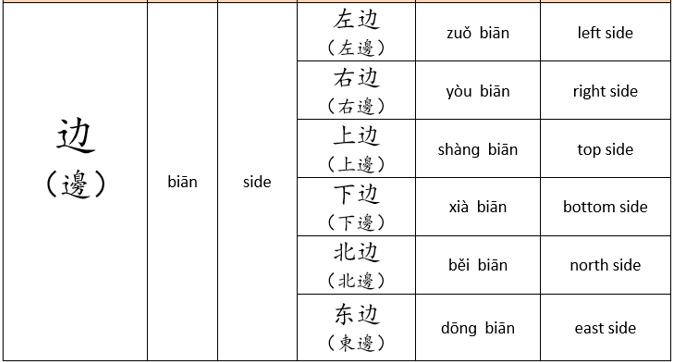 边
（邊）
biān
side
左边
（左邊）
zuǒ biān
left side
右边
（右邊）
yòu biān
right side
上边
（上邊）
shàng biān
top side
下边
（下邊）
xià biān
bottom side
北边
（北邊）
běi biān
north side
东边
（東邊）
dōng biān
east side